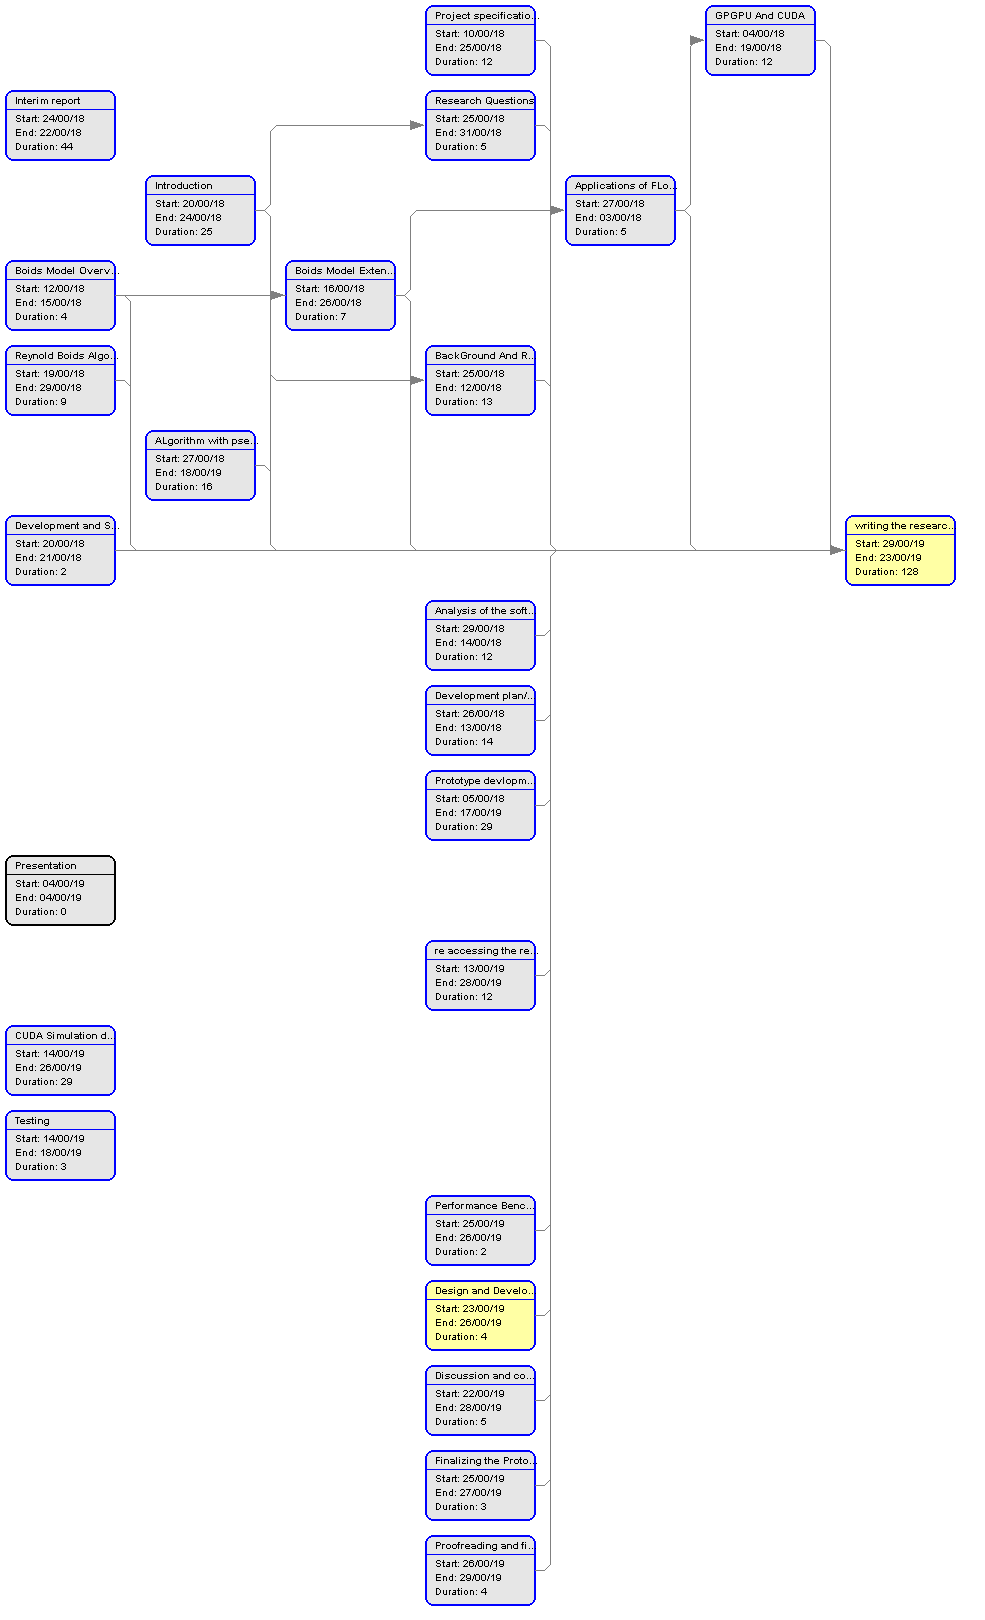 Project specificatio...
Start: 10/00/18
End: 25/00/18
Duration: 12
GPGPU And CUDA
Start: 04/00/18
End: 19/00/18
Duration: 12
Interim report
Start: 24/00/18
End: 22/00/18
Duration: 44
Research Questions
Start: 25/00/18
End: 31/00/18
Duration: 5
Introduction
Start: 20/00/18
End: 24/00/18
Duration: 25
Applications of FLo...
Start: 27/00/18
End: 03/00/18
Duration: 5
Boids Model Overv...
Start: 12/00/18
End: 15/00/18
Duration: 4
Boids Model Exten...
Start: 16/00/18
End: 26/00/18
Duration: 7
Reynold Boids Algo...
Start: 19/00/18
End: 29/00/18
Duration: 9
BackGround And R...
Start: 25/00/18
End: 12/00/18
Duration: 13
ALgorithm with pse...
Start: 27/00/18
End: 18/00/19
Duration: 16
Development and S...
Start: 20/00/18
End: 21/00/18
Duration: 2
writing the researc...
Start: 29/00/19
End: 23/00/19
Duration: 128
Analysis of the soft...
Start: 29/00/18
End: 14/00/18
Duration: 12
Development plan/...
Start: 26/00/18
End: 13/00/18
Duration: 14
Prototype devlopm...
Start: 05/00/18
End: 17/00/19
Duration: 29
Presentation
Start: 04/00/19
End: 04/00/19
Duration: 0
re accessing the re...
Start: 13/00/19
End: 28/00/19
Duration: 12
CUDA Simulation d...
Start: 14/00/19
End: 26/00/19
Duration: 29
Testing
Start: 14/00/19
End: 18/00/19
Duration: 3
Performance Benc...
Start: 25/00/19
End: 26/00/19
Duration: 2
Design and Develo...
Start: 23/00/19
End: 26/00/19
Duration: 4
Discussion and co...
Start: 22/00/19
End: 28/00/19
Duration: 5
Finalizing the Proto...
Start: 25/00/19
End: 27/00/19
Duration: 3
Proofreading and fi...
Start: 26/00/19
End: 29/00/19
Duration: 4